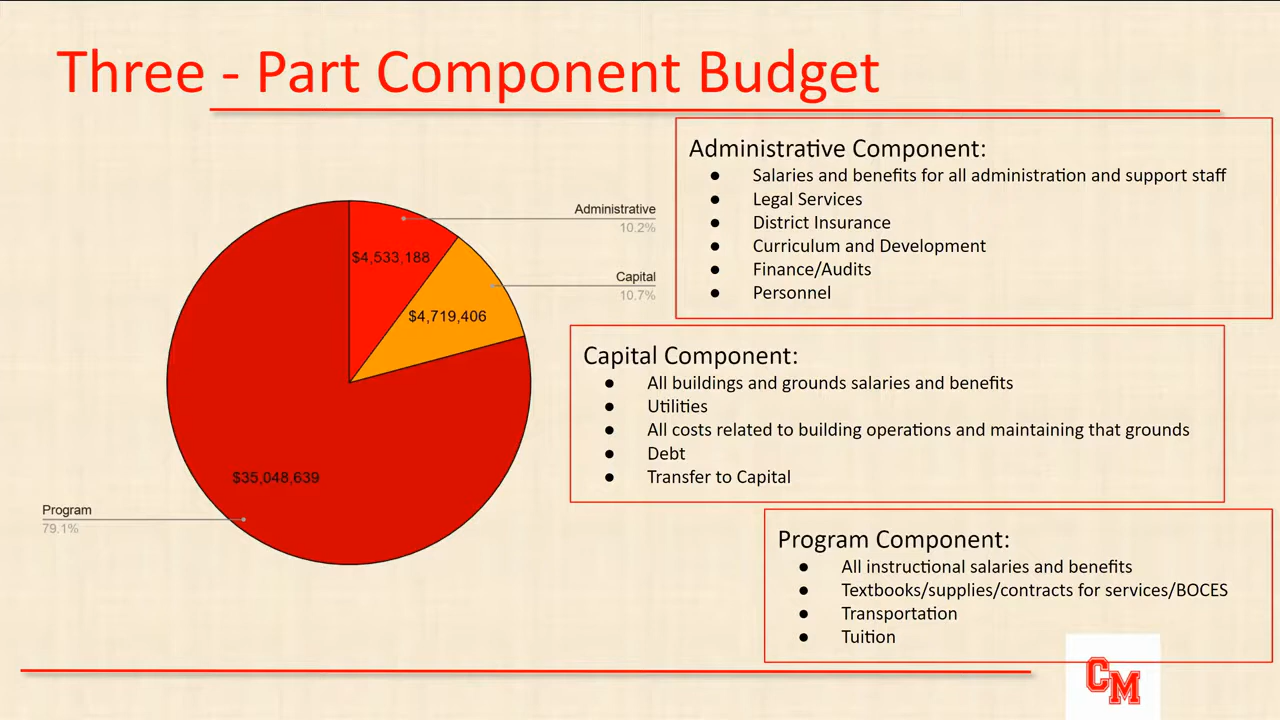 Three - Part Component Budget
Administrative
10.2%
Capital
10.7%
$4,533,188
$4,719,406
$35,048,639
Program
79.1%
Administrative Component:
● Salaries and benefits for all administration and support staff
● Legal Services
● District Insurance
● Curriculum and Development
● Finance/Audits
● Personnel
Capital Component:
● All buildings and grounds salaries and benefits
● Utilities
● All costs related to building operations and maintaining that grounds
● Debt
● Transfer to Capital
Program Component:
● All instructional salaries and benefits
● Textbooks/supplies/contracts for services/BOCES
● Transportation
● Tuition
CM